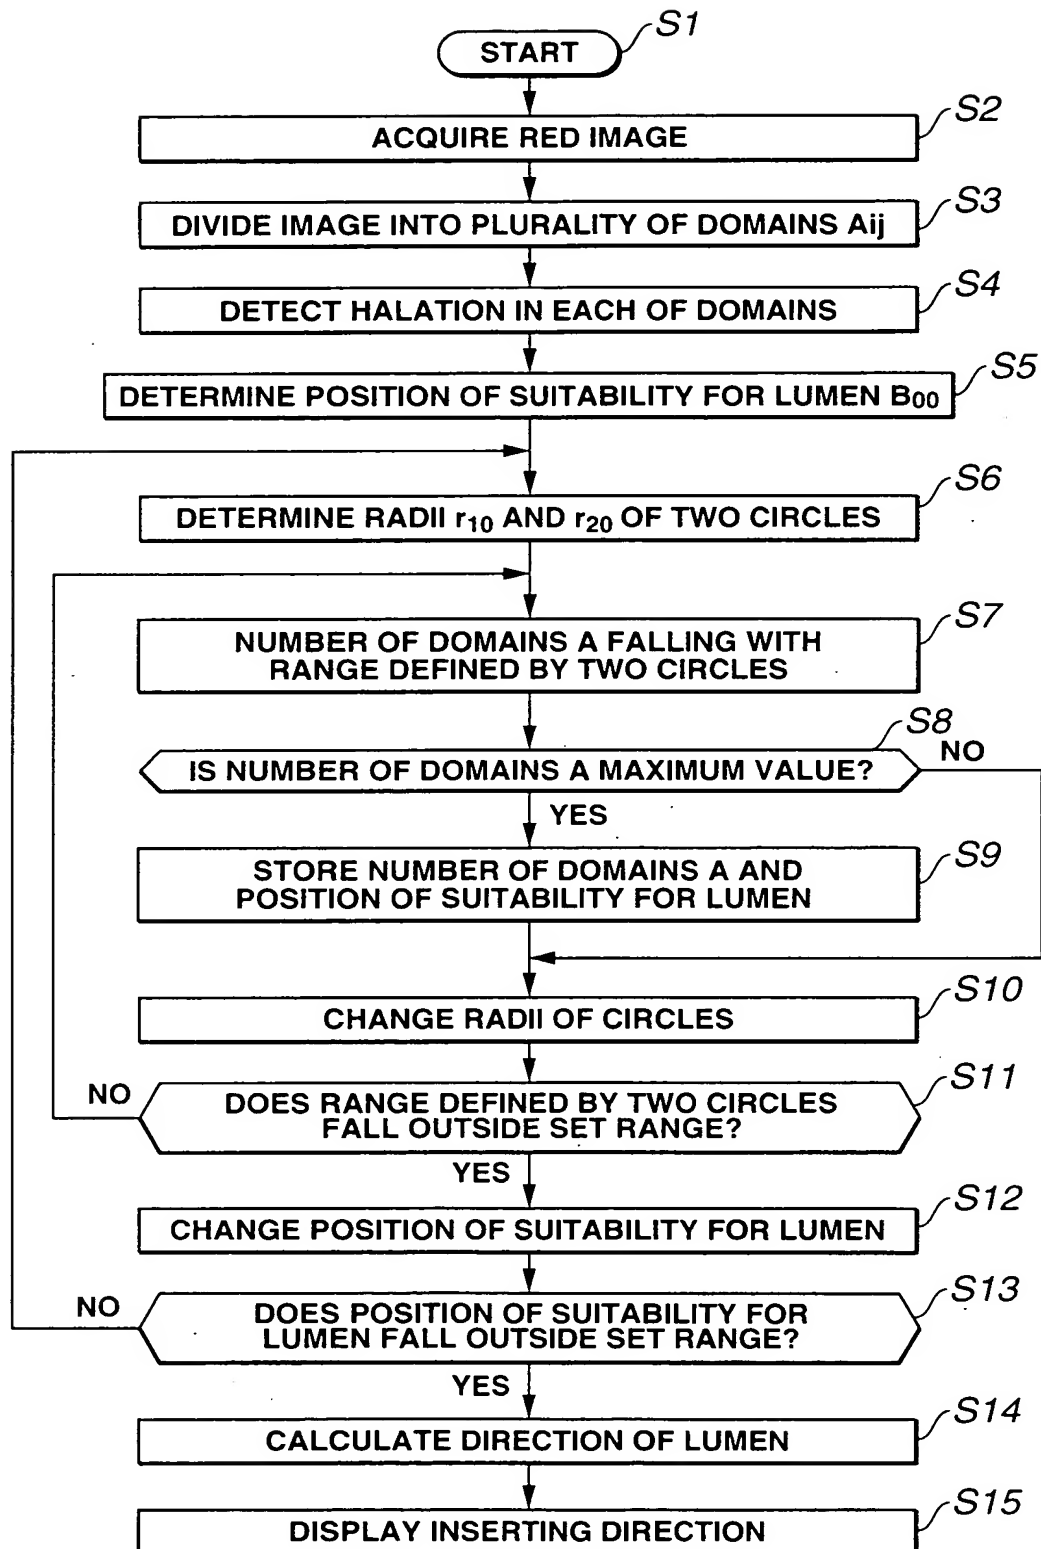 S1
START
S2
ACQUIRE RED IMAGE
S3
DIVIDE IMAGE INTO PLURALITY OF DOMAINS Aij
S4
DETECT HALATION IN EACH OF DOMAINS
S5
DETERMINE POSITION OF SUITABILITY FOR LUMEN B00
S6
DETERMINE RADII r10 AND r20 OF TWO CIRCLES
S7
NUMBER OF DOMAINS A FALLING WITH
RANGE DEFINED BY TWO CIRCLES
S8
IS NUMBER OF DOMAINS A MAXIMUM VALUE?
NO
YES
S9
STORE NUMBER OF DOMAINS A AND
POSITION OF SUITABILITY FOR LUMEN
S10
CHANGE RADII OF CIRCLES
S11
NO
DOES RANGE DEFINED BY TWO CIRCLES
FALL OUTSIDE SET RANGE?
YES
S12
CHANGE POSITION OF SUITABILITY FOR LUMEN
S13
NO
DOES POSITION OF SUITABILITY FOR
LUMEN FALL OUTSIDE SET RANGE?
YES
S14
CALCULATE DIRECTION OF LUMEN
S15
DISPLAY INSERTING DIRECTION